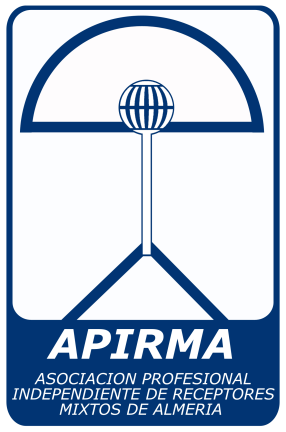 APIRMA
ASOCIACION PROFESIONAL
INDEPENDIENTE DE RECEPTORES
MIXTOS DE ALMERIA